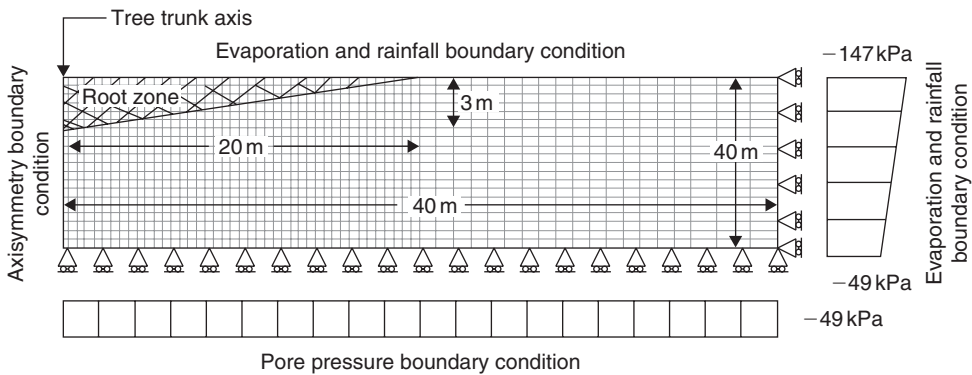 Tree trunk axis
Evaporation and rainfall boundary condition
−147 kPa
Root zone
3 m
20 m
40 m
40 m
Axisymmetry boundary
condition
Evaporation and rainfall
boundary condition
−49 kPa
−49 kPa
Pore pressure boundary condition